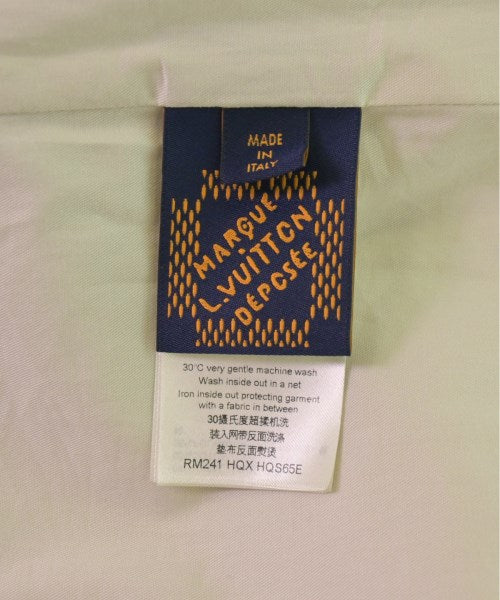 MADE
IN
ITALY
MARQUE
L.VUITTON
DÉPOSÉE
30°C very gentle machine wash
Wash inside out in a net
Iron inside out protecting garment
with a fabric in between
30摄氏度超揉机洗
装入网带反面洗涤
垫布反面熨烫
RM241 HQX HQS65E